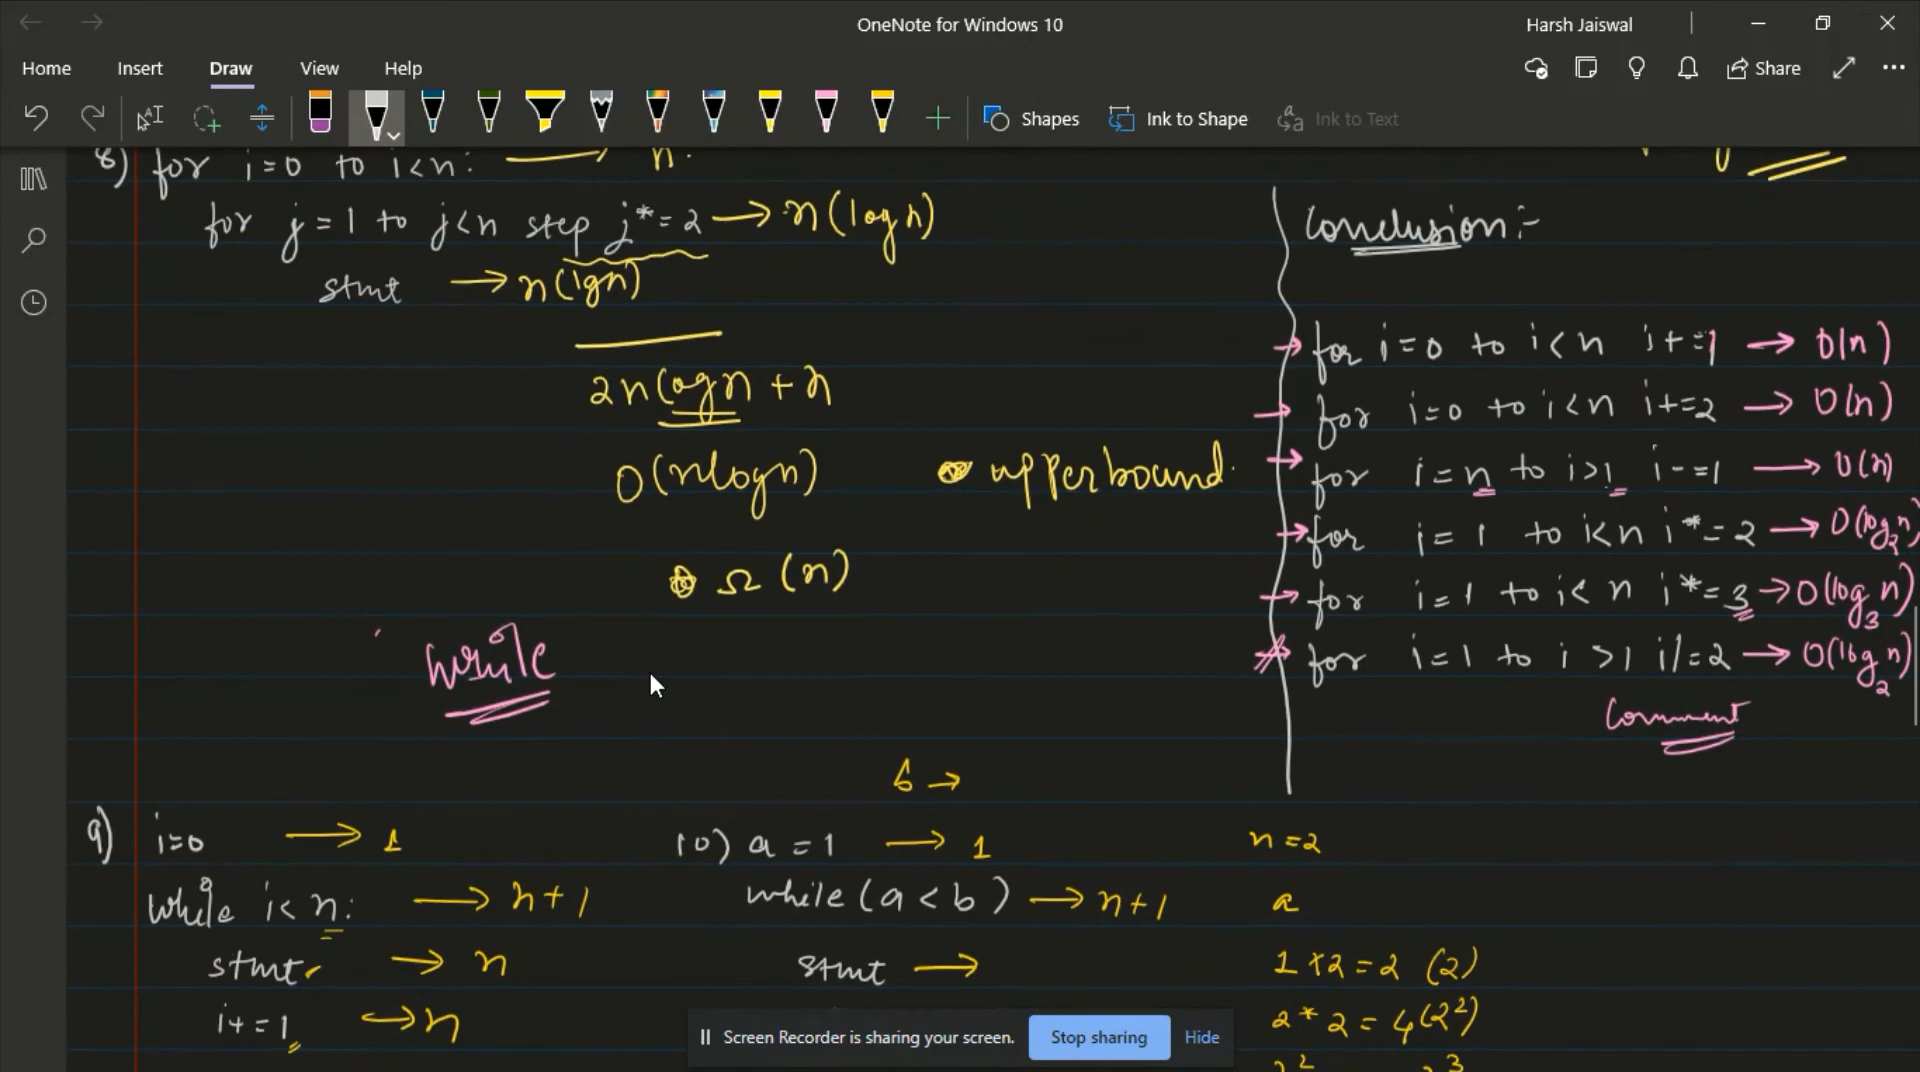 OneNote for Windows 10
Harsh Jaiswal
Home Insert Draw View Help
Share
Shapes Ink to Shape Ink to Text
8) for i=0 to i<n: → n.
for j=1 to j<n step j*=2 → n(logn)
stmt → n(lgn)
2nlogn + n
O(nlogn)
upperbound.
Ω (n)
while
Conclusion:-
for i=0 to i<n i+=1 → O(n)
for i=0 to i<n i+=2 → O(n)
for i=n to i>1 i-=1 → O(n)
for i=1 to i<n i*=2 → O(log₂n)
for i=1 to i<n i*=3 → O(log₃n)
for i=1 to i>1 i/=2 → O(log₂n)
Comment
9) i=0 → 1
while i<n: → n+1
stmt → n
i+=1 → n
b →
10) a=1 → 1
while(a<b) → n+1
stmt →
n=2
a
1*2=2 (2)
2*2=4(2²)
Screen Recorder is sharing your screen. Stop sharing Hide